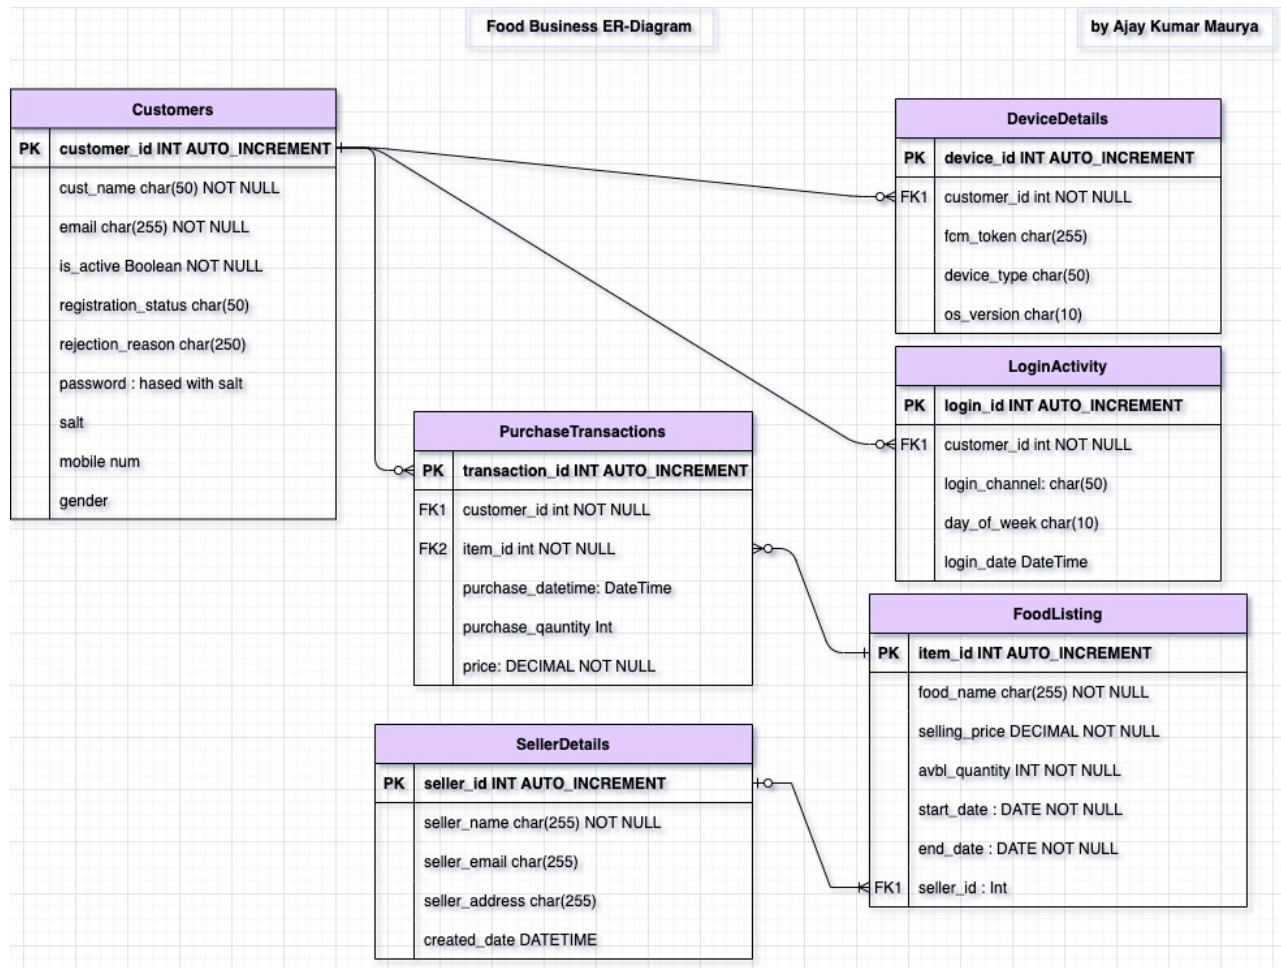 Food Business ER-Diagram
by Ajay Kumar Maurya
Customers
PK customer_id INT AUTO_INCREMENT
cust_name char(50) NOT NULL
email char(255) NOT NULL
is_active Boolean NOT NULL
registration_status char(50)
rejection_reason char(250)
password : hased with salt
salt
mobile num
gender
DeviceDetails
PK device_id INT AUTO_INCREMENT
FK1 customer_id int NOT NULL
fcm_token char(255)
device_type char(50)
os_version char(10)
LoginActivity
PK login_id INT AUTO_INCREMENT
FK1 customer_id int NOT NULL
login_channel: char(50)
day_of_week char(10)
login_date DateTime
PurchaseTransactions
PK transaction_id INT AUTO_INCREMENT
FK1 customer_id int NOT NULL
FK2 item_id int NOT NULL
purchase_datetime: DateTime
purchase_qauntity Int
price: DECIMAL NOT NULL
FoodListing
PK item_id INT AUTO_INCREMENT
food_name char(255) NOT NULL
selling_price DECIMAL NOT NULL
avbl_quantity INT NOT NULL
start_date : DATE NOT NULL
end_date : DATE NOT NULL
FK1 seller_id : Int
SellerDetails
PK seller_id INT AUTO_INCREMENT
seller_name char(255) NOT NULL
seller_email char(255)
seller_address char(255)
created_date DATETIME